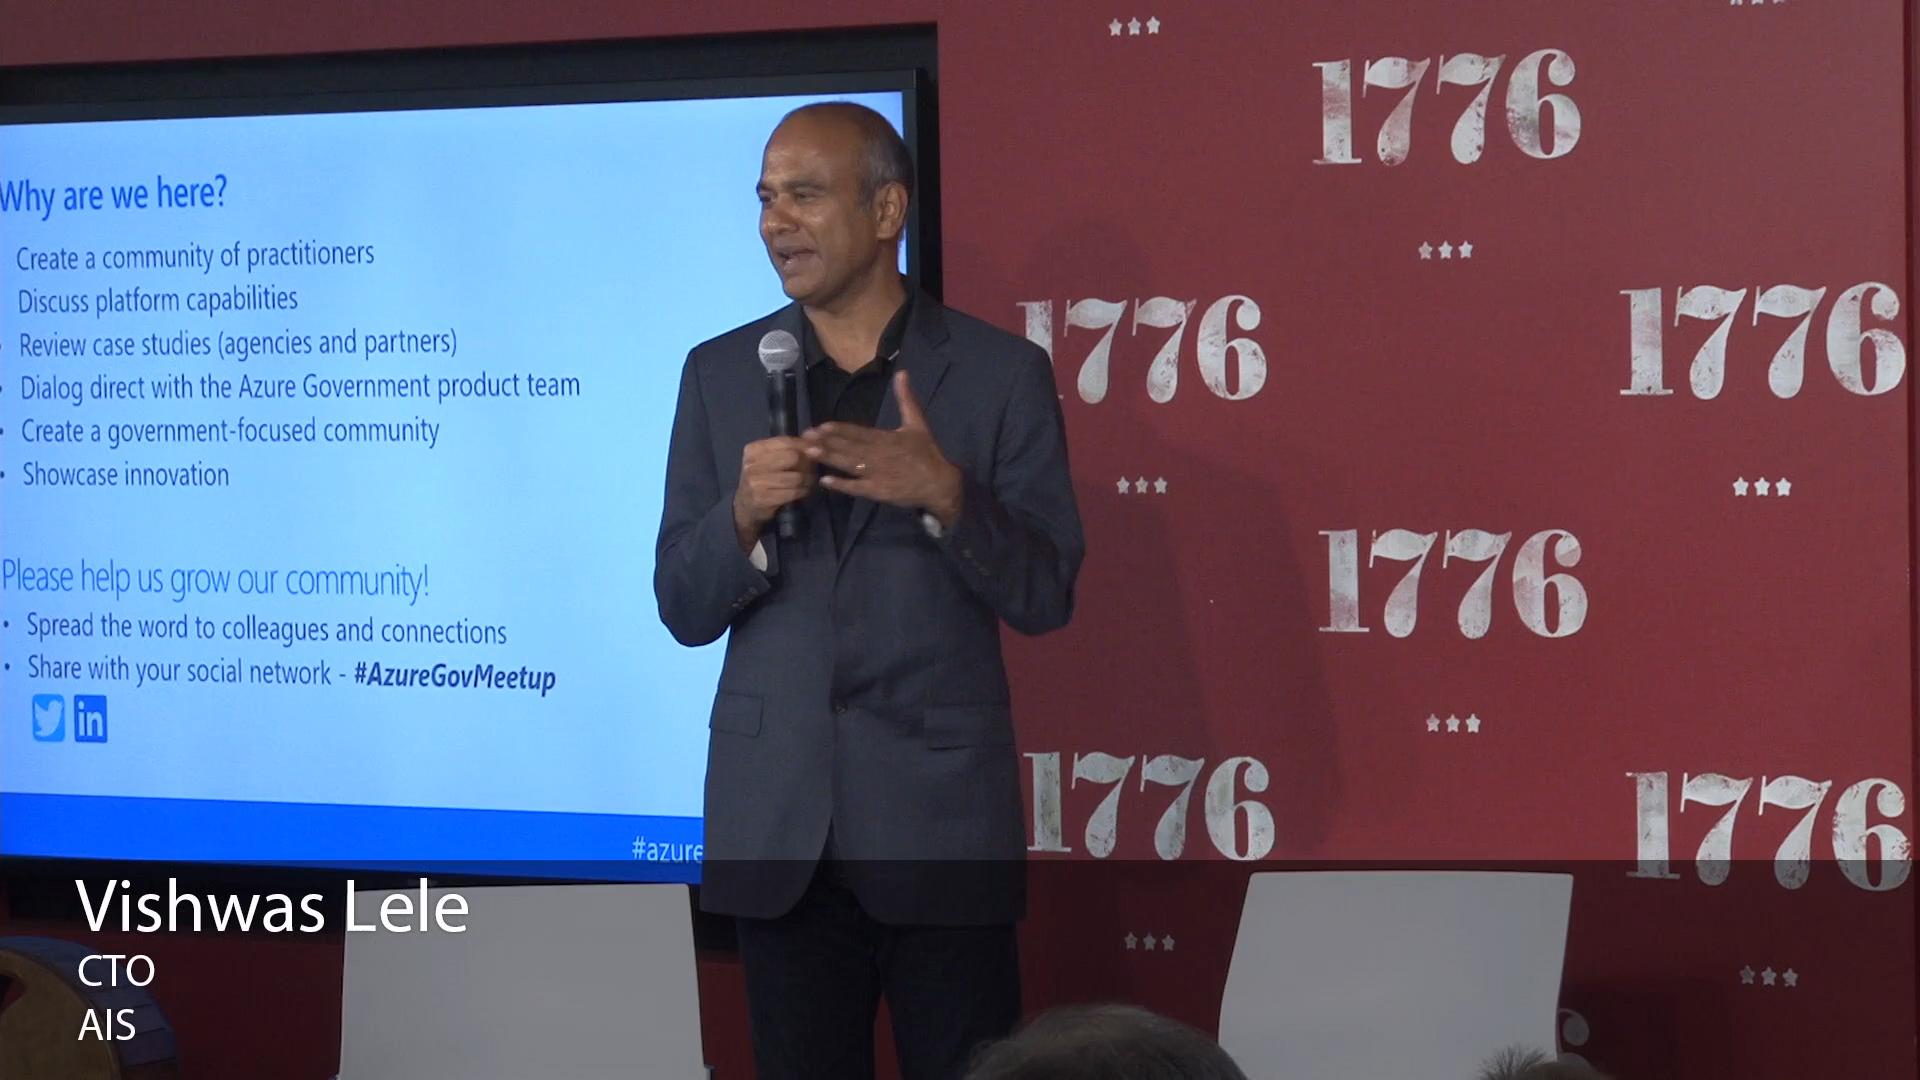 Why are we here?
Create a community of practitioners
Discuss platform capabilities
• Review case studies (agencies and partners)
• Dialog direct with the Azure Government product team
• Create a government-focused community
• Showcase innovation
Please help us grow our community!
• Spread the word to colleagues and connections
• Share with your social network - #AzureGovMeetup
in
#azure
1776
1776
1776
1776
1776
1776
Vishwas Lele
CTO
AIS